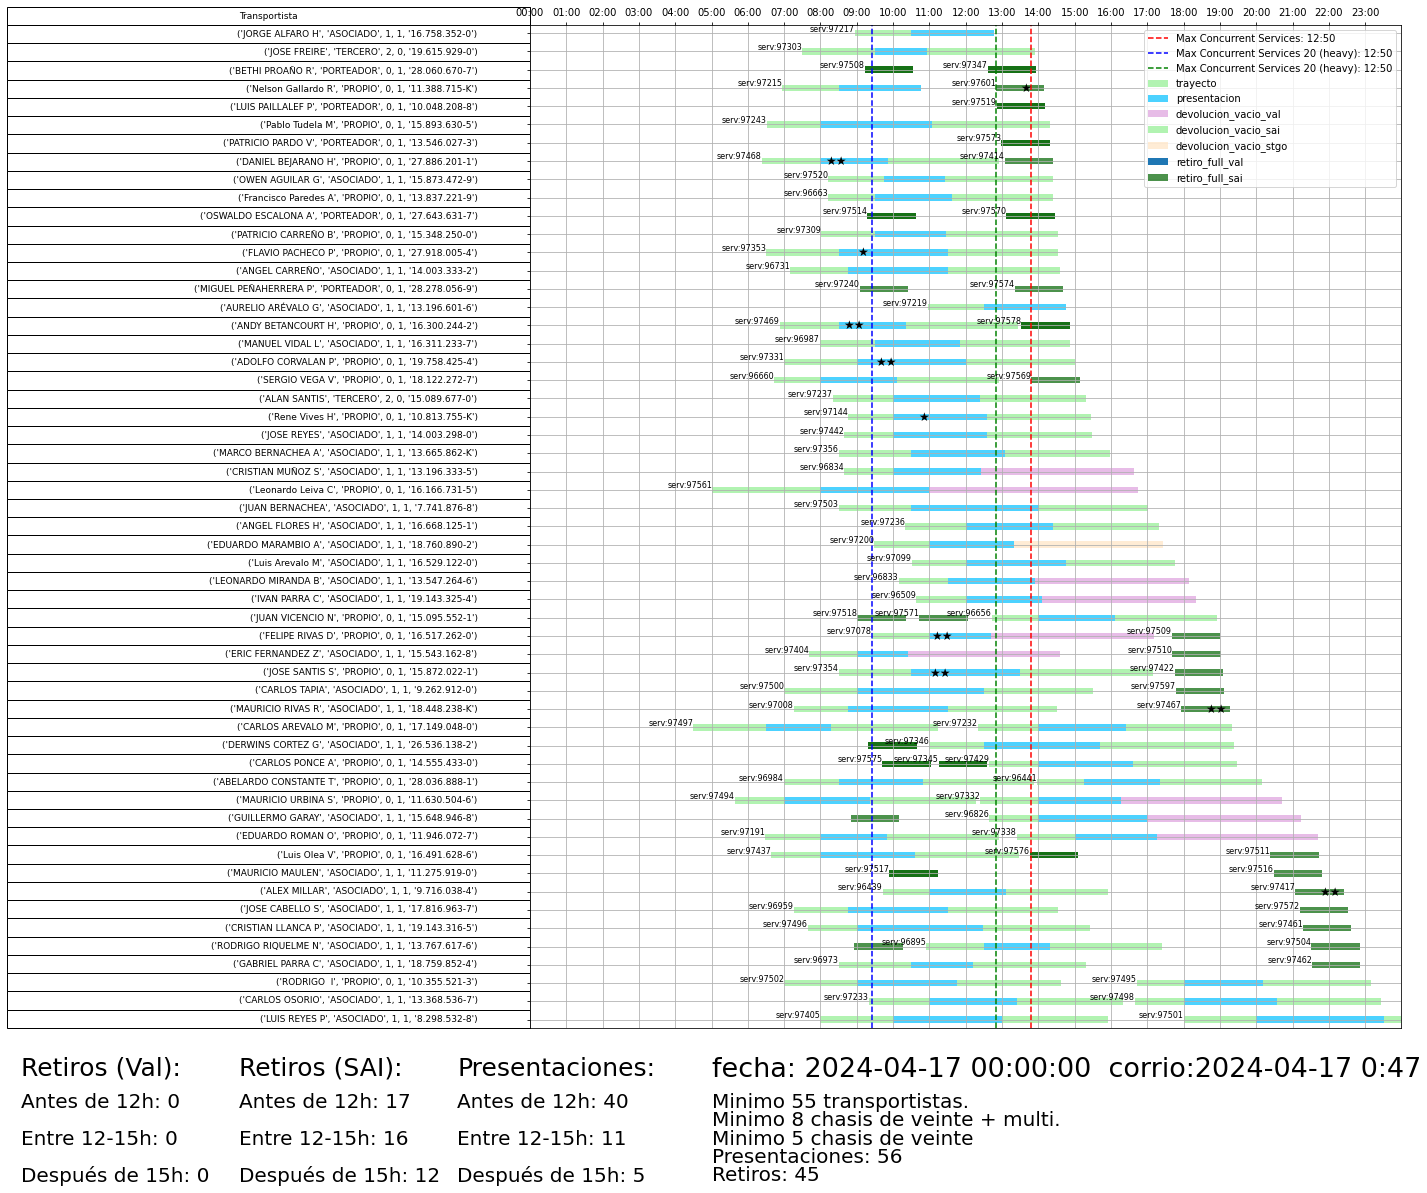 Transportista
00:00 01:00 02:00 03:00 04:00 05:00 06:00 07:00 08:00 09:00 10:00 11:00 12:00 13:00 14:00 15:00 16:00 17:00 18:00 19:00 20:00 21:00 22:00 23:00
Max Concurrent Services: 12:50
Max Concurrent Services 20 (heavy): 12:50
Max Concurrent Services 20 (heavy): 12:50
trayecto
presentacion
devolucion_vacio_val
devolucion_vacio_sai
devolucion_vacio_stgo
retiro_full_val
retiro_full_sai
('JORGE ALFARO H', 'ASOCIADO', 1, 1, '16.758.352-0') serv:97217
('JOSE FREIRE', 'TERCERO', 2, 0, '19.615.929-0') serv:97303
('BETHI PROAÑO R', 'PORTEADOR', 0, 1, '28.060.670-7') serv:97508 serv:97347
('Nelson Gallardo R', 'PROPIO', 0, 1, '11.388.715-K') serv:97215 serv:97601
('LUIS PAILLALEF P', 'PORTEADOR', 0, 1, '10.048.208-8') serv:97519
('Pablo Tudela M', 'PROPIO', 0, 1, '15.893.630-5') serv:97243
('PATRICIO PARDO V', 'PORTEADOR', 0, 1, '13.546.027-3') serv:97573
('DANIEL BEJARANO H', 'PROPIO', 0, 1, '27.886.201-1') serv:97468 serv:97414
('OWEN AGUILAR G', 'ASOCIADO', 1, 1, '15.873.472-9') serv:97520
('Francisco Paredes A', 'PROPIO', 0, 1, '13.837.221-9') serv:96663
('OSWALDO ESCALONA A', 'PORTEADOR', 0, 1, '27.643.631-7') serv:97514 serv:97570
('PATRICIO CARREÑO B', 'PROPIO', 0, 1, '15.348.250-0') serv:97309
('FLAVIO PACHECO P', 'PROPIO', 0, 1, '27.918.005-4') serv:97353
('ANGEL CARREÑO', 'ASOCIADO', 1, 1, '14.003.333-2') serv:96731
('MIGUEL PEÑAHERRERA P', 'PORTEADOR', 0, 1, '28.278.056-9') serv:97240 serv:97574
('AURELIO ARÉVALO G', 'ASOCIADO', 1, 1, '13.196.601-6') serv:97219
('ANDY BETANCOURT H', 'PROPIO', 0, 1, '16.300.244-2') serv:97469 serv:97578
('MANUEL VIDAL L', 'ASOCIADO', 1, 1, '16.311.233-7') serv:96987
('ADOLFO CORVALAN P', 'PROPIO', 0, 1, '19.758.425-4') serv:97331
('SERGIO VEGA V', 'PROPIO', 0, 1, '18.122.272-7') serv:96660 serv:97569
('ALAN SANTIS', 'TERCERO', 2, 0, '15.089.677-0') serv:97237
('Rene Vives H', 'PROPIO', 0, 1, '10.813.755-K') serv:97144
('JOSE REYES', 'ASOCIADO', 1, 1, '14.003.298-0') serv:97442
('MARCO BERNACHEA A', 'ASOCIADO', 1, 1, '13.665.862-K') serv:97356
('CRISTIAN MUÑOZ S', 'ASOCIADO', 1, 1, '13.196.333-5') serv:96834
('Leonardo Leiva C', 'PROPIO', 0, 1, '16.166.731-5') serv:97561
('JUAN BERNACHEA', 'ASOCIADO', 1, 1, '7.741.876-8') serv:97503
('ANGEL FLORES H', 'ASOCIADO', 1, 1, '16.668.125-1') serv:97236
('EDUARDO MARAMBIO A', 'ASOCIADO', 1, 1, '18.760.890-2') serv:97200
('Luis Arevalo M', 'ASOCIADO', 1, 1, '16.529.122-0') serv:97099
('LEONARDO MIRANDA B', 'ASOCIADO', 1, 1, '13.547.264-6') serv:96833
('IVAN PARRA C', 'ASOCIADO', 1, 1, '19.143.325-4') serv:96509
('JUAN VICENCIO N', 'ASOCIADO', 1, 1, '15.095.552-1') serv:97518 serv:97571 serv:96656
('FELIPE RIVAS D', 'PROPIO', 0, 1, '16.517.262-0') serv:97078 serv:97509
('ERIC FERNANDEZ Z', 'ASOCIADO', 1, 1, '15.543.162-8') serv:97404 serv:97510
('JOSE SANTIS S', 'PROPIO', 0, 1, '15.872.022-1') serv:97354 serv:97422
('CARLOS TAPIA', 'ASOCIADO', 1, 1, '9.262.912-0') serv:97500 serv:97597
('MAURICIO RIVAS R', 'ASOCIADO', 1, 1, '18.448.238-K') serv:97008 serv:97467
('CARLOS AREVALO M', 'PROPIO', 0, 1, '17.149.048-0') serv:97497 serv:97232
('DERWINS CORTEZ G', 'ASOCIADO', 1, 1, '26.536.138-2') serv:97346
('CARLOS PONCE A', 'PROPIO', 0, 1, '14.555.433-0') serv:97575 serv:97345 serv:97429
('ABELARDO CONSTANTE T', 'PROPIO', 0, 1, '28.036.888-1') serv:96984 serv:96441
('MAURICIO URBINA S', 'PROPIO', 0, 1, '11.630.504-6') serv:97494 serv:97332
('GUILLERMO GARAY', 'ASOCIADO', 1, 1, '15.648.946-8') serv:96826
('EDUARDO ROMAN O', 'PROPIO', 0, 1, '11.946.072-7') serv:97191 serv:97338
('Luis Olea V', 'PROPIO', 0, 1, '16.491.628-6') serv:97437 serv:97576 serv:97511
('MAURICIO MAULEN', 'ASOCIADO', 1, 1, '11.275.919-0') serv:97517 serv:97516
('ALEX MILLAR', 'ASOCIADO', 1, 1, '9.716.038-4') serv:96439 serv:97417
('JOSE CABELLO S', 'ASOCIADO', 1, 1, '17.816.963-7') serv:96959 serv:97572
('CRISTIAN LLANCA P', 'ASOCIADO', 1, 1, '19.143.316-5') serv:97496 serv:97461
('RODRIGO RIQUELME N', 'ASOCIADO', 1, 1, '13.767.617-6') serv:96895 serv:97504
('GABRIEL PARRA C', 'ASOCIADO', 1, 1, '18.759.852-4') serv:96973 serv:97462
('RODRIGO  I', 'PROPIO', 0, 1, '10.355.521-3') serv:97502 serv:97495
('CARLOS OSORIO', 'ASOCIADO', 1, 1, '13.368.536-7') serv:97233 serv:97498
('LUIS REYES P', 'ASOCIADO', 1, 1, '8.298.532-8') serv:97405 serv:97501
Retiros (Val): Retiros (SAI): Presentaciones: fecha: 2024-04-17 00:00:00 corrio:2024-04-17 0:47
Antes de 12h: 0 Antes de 12h: 17 Antes de 12h: 40 Minimo 55 transportistas.
Minimo 8 chasis de veinte + multi.
Entre 12-15h: 0 Entre 12-15h: 16 Entre 12-15h: 11 Minimo 5 chasis de veinte
Presentaciones: 56
Después de 15h: 0 Después de 15h: 12 Después de 15h: 5 Retiros: 45